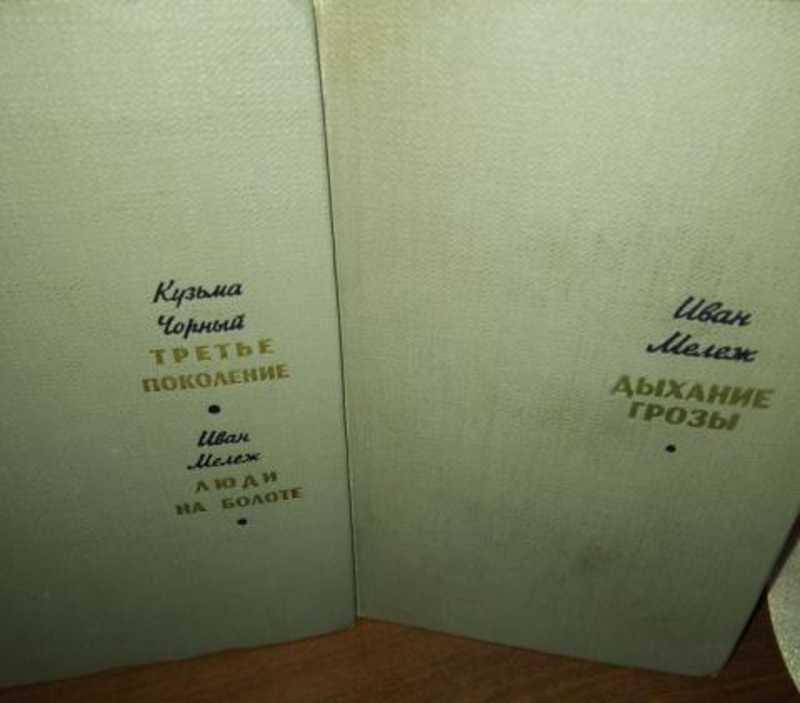 Кузьма
Чорный
ТРЕТЬЕ
ПОКОЛЕНИЕ
Иван
Мележ
ЛЮДИ
НА БОЛОТЕ
Иван
Мележ
ДЫХАНИЕ
ГРОЗЫ